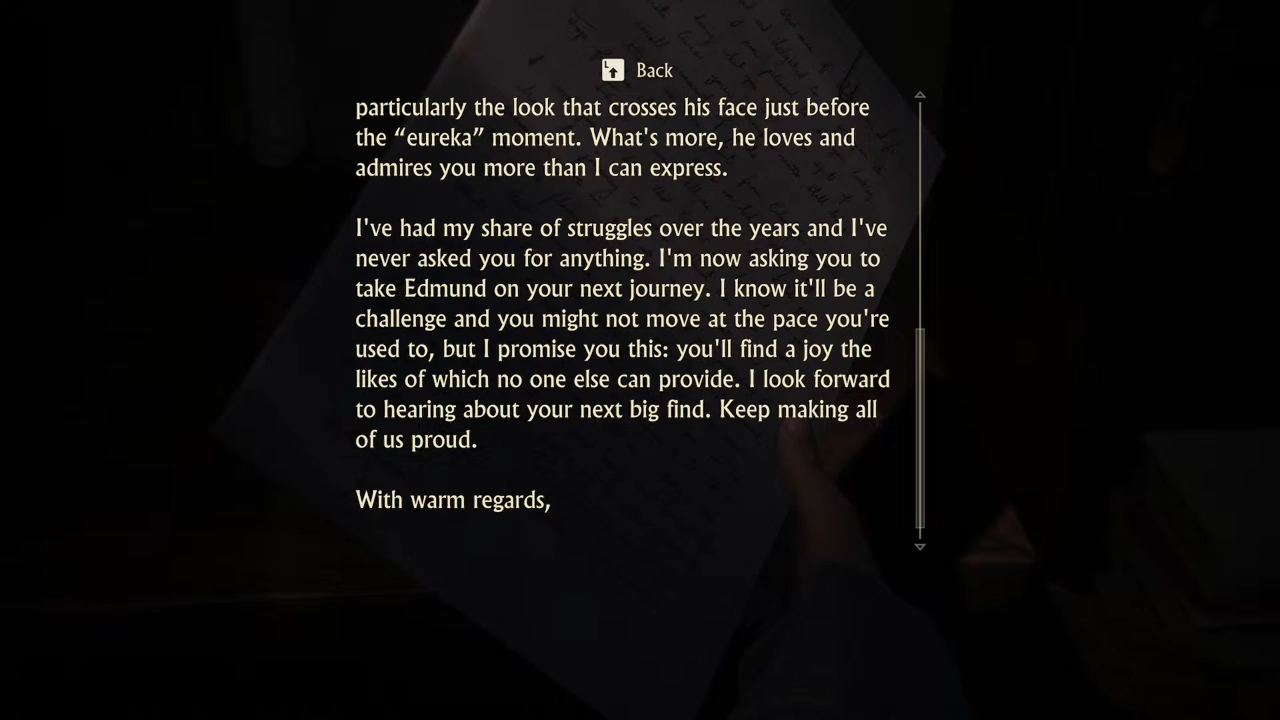 Back
particularly the look that crosses his face just before
the “eureka” moment. What's more, he loves and
admires you more than I can express.
I've had my share of struggles over the years and I've
never asked you for anything. I'm now asking you to
take Edmund on your next journey. I know it'll be a
challenge and you might not move at the pace you're
used to, but I promise you this: you'll find a joy the
likes of which no one else can provide. I look forward
to hearing about your next big find. Keep making all
of us proud.
With warm regards,